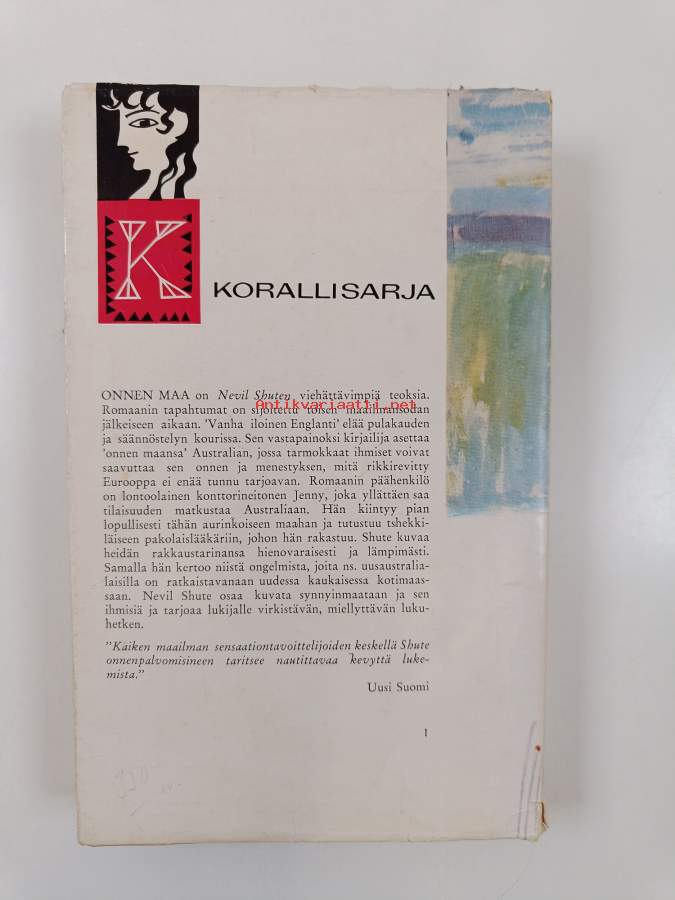 K
KORALLISARJA
ONNEN MAA on Nevil Shuten viehättävimpiä teoksia.
Antikvariaatti.net
Romaanin tapahtumat on sijoitettu toisen maailmansodan
jälkeiseen aikaan. 'Vanha iloinen Englanti' elää pulakauden
ja säännöstelyn kourissa. Sen vastapainoksi kirjailija asettaa
'onnen maansa' Australian, jossa tarmokkaat ihmiset voivat
saavuttaa sen onnen ja menestyksen, mitä rikkirevitty
Eurooppa ei enää tunnu tarjoavan. Romaanin päähenkilö
on lontoolainen konttorineitonen Jenny, joka yllättäen saa
tilaisuuden matkustaa Australiaan. Hän kiintyy pian
lopullisesti tähän aurinkoiseen maahan ja tutustuu tshekki-
läiseen pakolaislääkäriin, johon hän rakastuu. Shute kuvaa
heidän rakkaustarinansa hienovaraisesti ja lämpimästi.
Samalla hän kertoo niistä ongelmista, joita ns. uusaustralia-
laisilla on ratkaistavanaan uudessa kaukaisessa kotimaas-
saan. Nevil Shute osaa kuvata synnyinmaataan ja sen
ihmisiä ja tarjoaa lukijalle virkistävän, miellyttävän luku-
hetken.
"Kaiken maailman sensaationtavoittelijoiden keskellä Shute
onnenpalvomisineen taritsee nautittavaa kevyttä luke-
mista."
Uusi Suomi
1